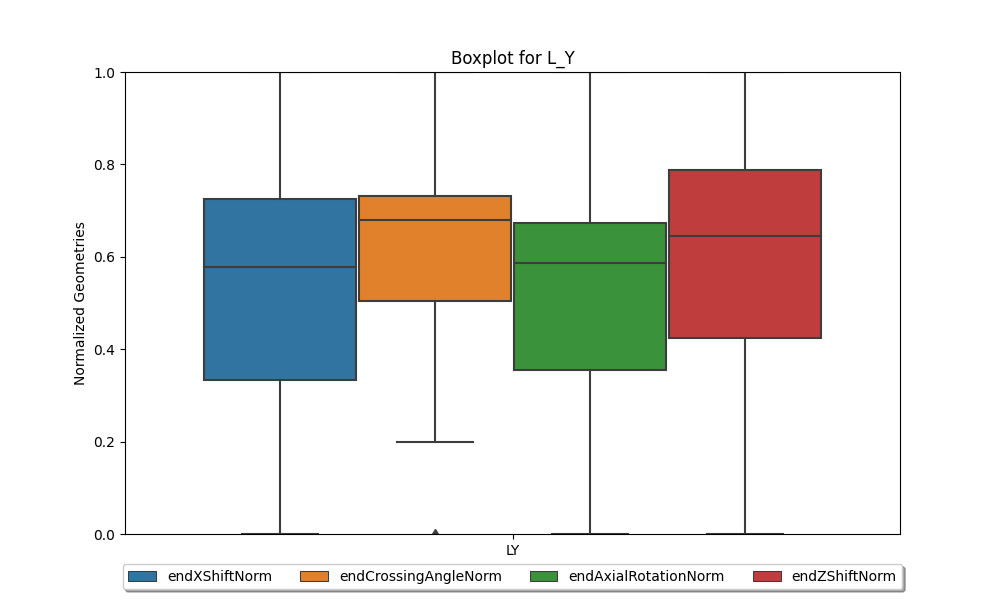 Boxplot for L_Y
1.0
0.8
0.6
0.4
0.2
0.0
Normalized Geometries
LY
endXShiftNorm endCrossingAngleNorm endAxialRotationNorm endZShiftNorm